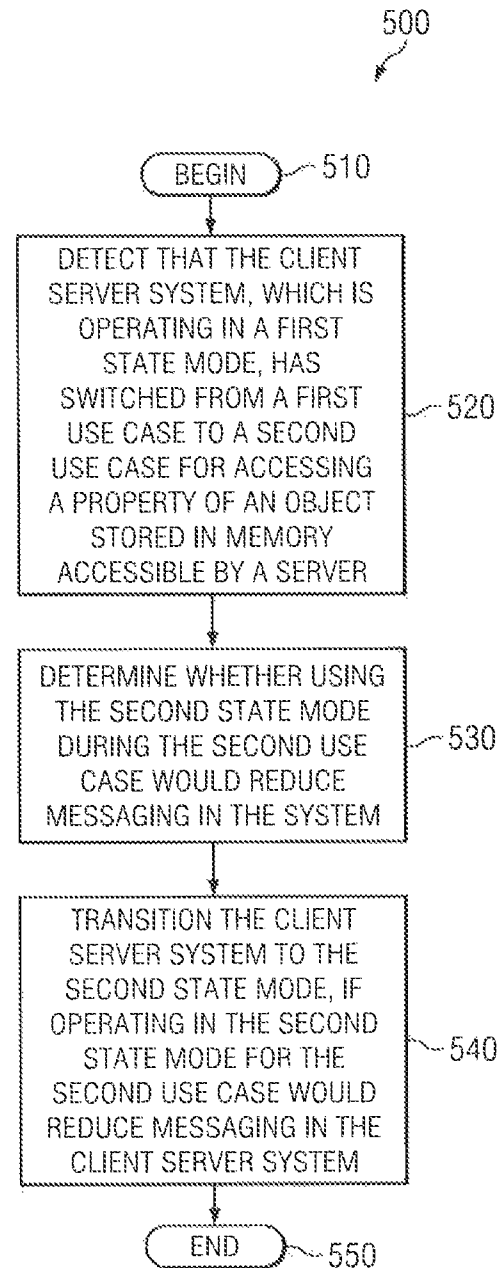 500
BEGIN
510
DETECT THAT THE CLIENT
SERVER SYSTEM, WHICH IS
OPERATING IN A FIRST
STATE MODE, HAS
SWITCHED FROM A FIRST
USE CASE TO A SECOND
USE CASE FOR ACCESSING
A PROPERTY OF AN OBJECT
STORED IN MEMORY
ACCESSIBLE BY A SERVER
520
DETERMINE WHETHER USING
THE SECOND STATE MODE
DURING THE SECOND USE
CASE WOULD REDUCE
MESSAGING IN THE SYSTEM
530
TRANSITION THE CLIENT
SERVER SYSTEM TO THE
SECOND STATE MODE, IF
OPERATING IN THE SECOND
STATE MODE FOR THE
SECOND USE CASE WOULD
REDUCE MESSAGING IN THE
CLIENT SERVER SYSTEM
540
END
550